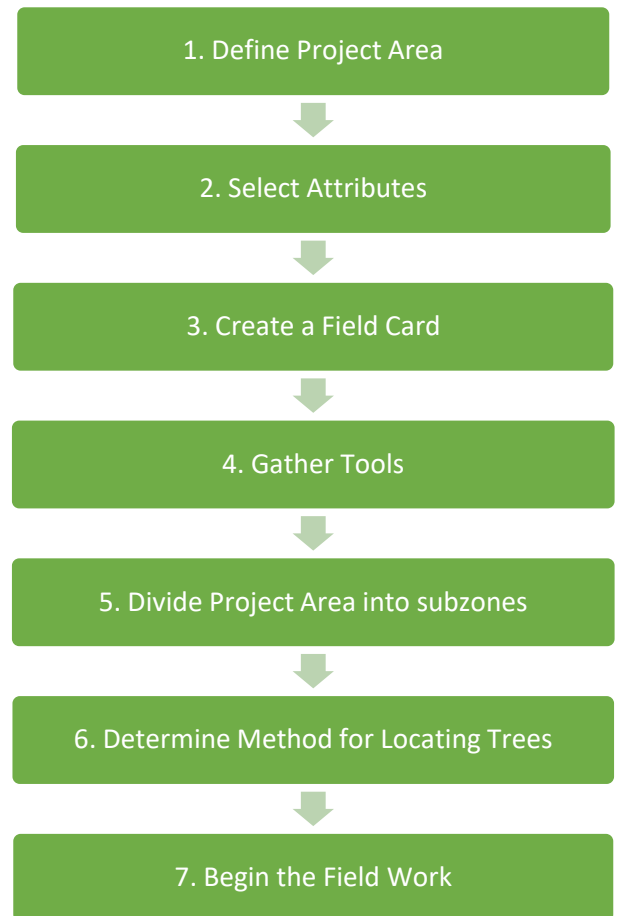 1. Define Project Area
2. Select Attributes
3. Create a Field Card
4. Gather Tools
5. Divide Project Area into subzones
6. Determine Method for Locating Trees
7. Begin the Field Work